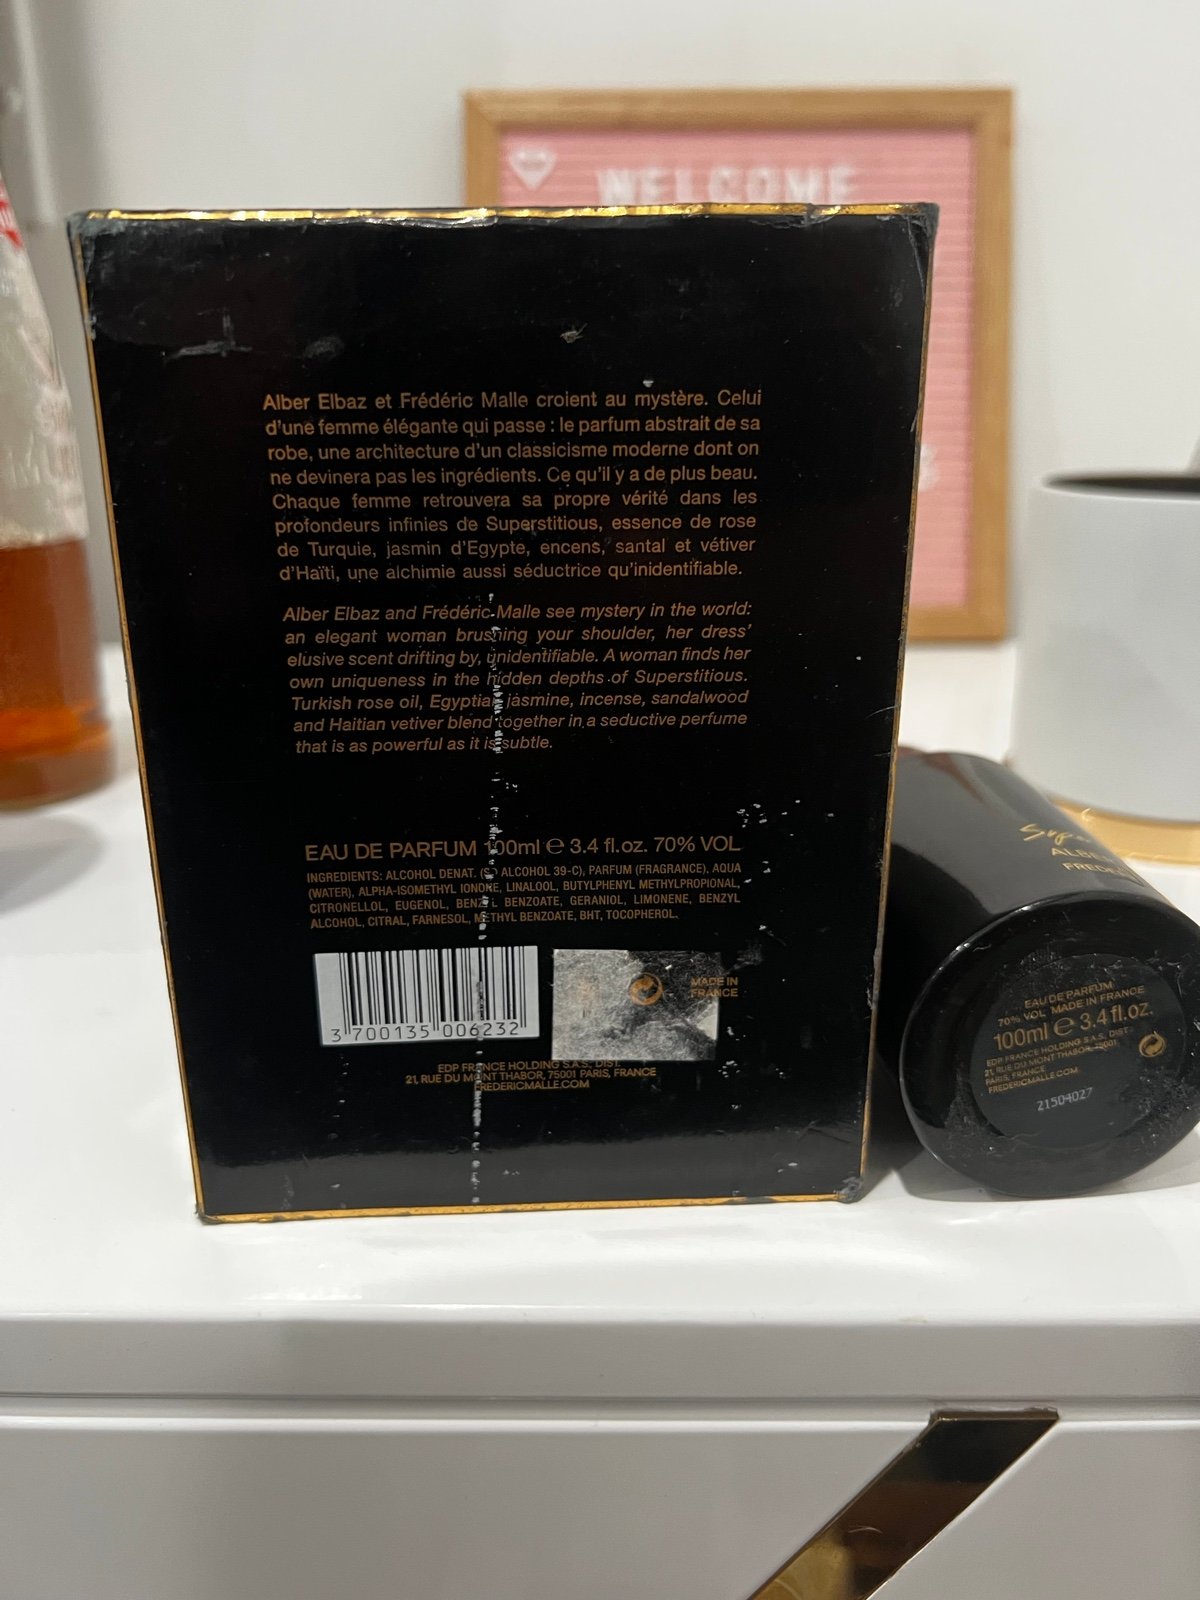 WELCOME
Alber Elbaz et Frédéric Malle croient au mystère. Celui
d'une femme élégante qui passe : le parfum abstrait de sa
robe, une architecture d'un classicisme moderne dont on
ne devinera pas les ingrédients. Ce qu'il y a de plus beau.
Chaque femme retrouvera sa propre vérité dans les
profondeurs infinies de Superstitious, essence de rose
de Turquie, jasmin d'Egypte, encens, santal et vétiver
d'Haïti, une alchimie aussi séductrice qu'inidentifiable.
Alber Elbaz and Frédéric Malle see mystery in the world:
an elegant woman brushing your shoulder, her dress'
elusive scent drifting by, unidentifiable. A woman finds her
own uniqueness in the hidden depths of Superstitious.
Turkish rose oil, Egyptian jasmine, incense, sandalwood
and Haitian vetiver blend together in a seductive perfume
that is as powerful as it is subtle.
EAU DE PARFUM 100ml ℮ 3.4 fl.oz. 70% VOL
INGREDIENTS: ALCOHOL DENAT. (SD ALCOHOL 39-C), PARFUM (FRAGRANCE), AQUA
(WATER), ALPHA-ISOMETHYL IONONE, LINALOOL, BUTYLPHENYL METHYLPROPIONAL,
CITRONELLOL, EUGENOL, BENZYL BENZOATE, GERANIOL, LIMONENE, BENZYL
ALCOHOL, CITRAL, FARNESOL, METHYL BENZOATE, BHT, TOCOPHEROL.
3 700135 006232
MADE IN
FRANCE
EDP FRANCE HOLDING S.A.S. DIST.
21, RUE DU MONT THABOR, 75001 PARIS, FRANCE
FREDERICMALLE.COM
EAU DE PARFUM
70% VOL MADE IN FRANCE
100ml ℮ 3.4 fl.oz.
EDP FRANCE HOLDING S.A.S. DIST.
21, RUE DU MONT THABOR, 75001
PARIS, FRANCE
FREDERICMALLE.COM
21504027